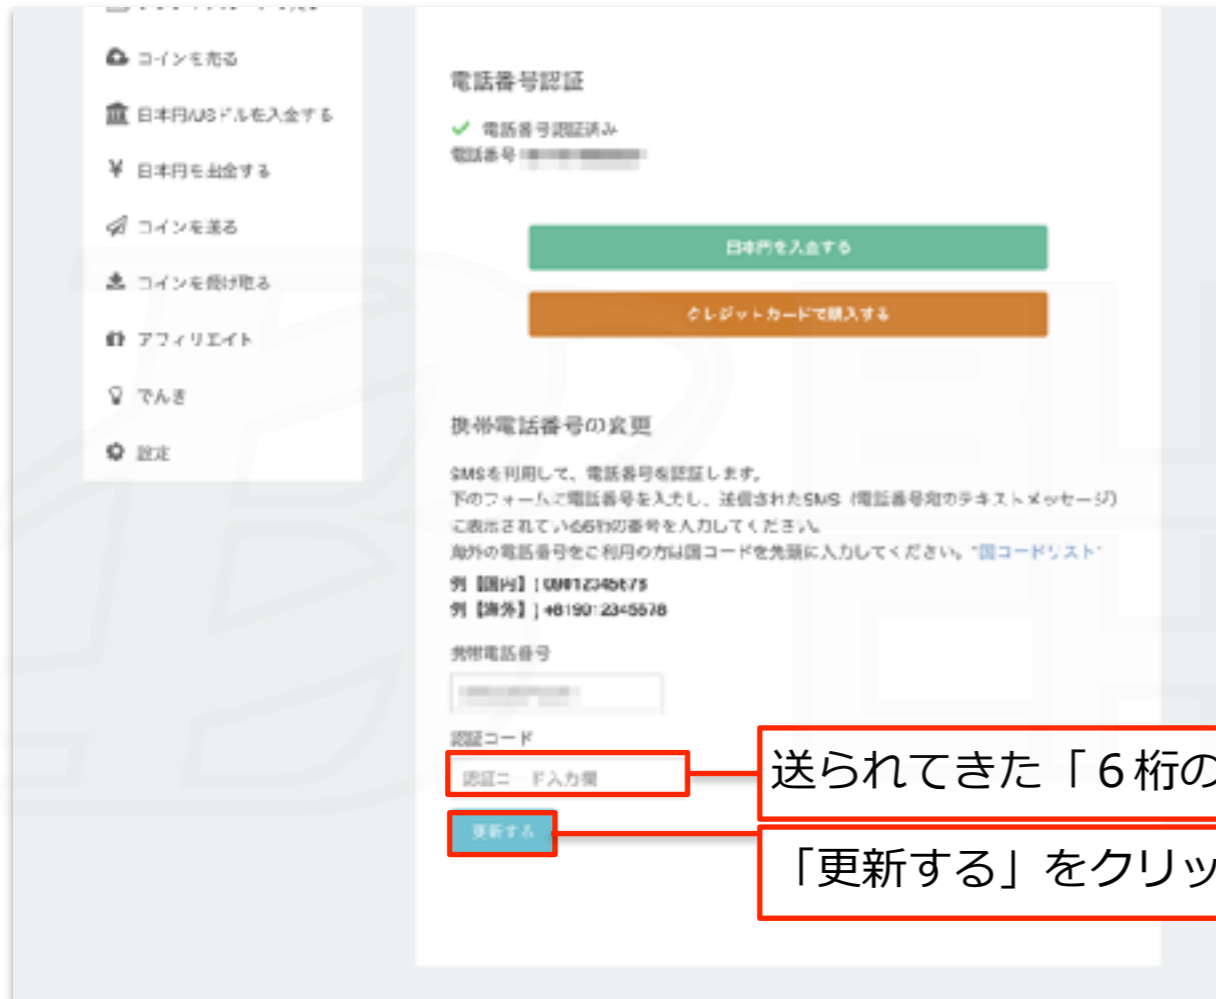 コインを売る
日本円/USドルを入金する
日本円を出金する
コインを送る
コインを受け取る
アフィリエイト
でんき
設定
電話番号認証
電話番号認証済み
電話番号
日本円を入金する
クレジットカードで購入する
携帯電話番号の変更
SMSを利用して、電話番号を認証します。
下のフォームに電話番号を入力し、送信されたSMS（電話番号宛のテキストメッセージ）
に表示されている6桁の番号を入力してください。
海外の電話番号をご利用の方は国コードを先頭に入力してください。"国コードリスト"
例【国内】) 09012345678
例【海外】) +819012345678
携帯電話番号
認証コード
認証コード入力欄
送られてきた「６桁の
更新する
「更新する」をクリッ